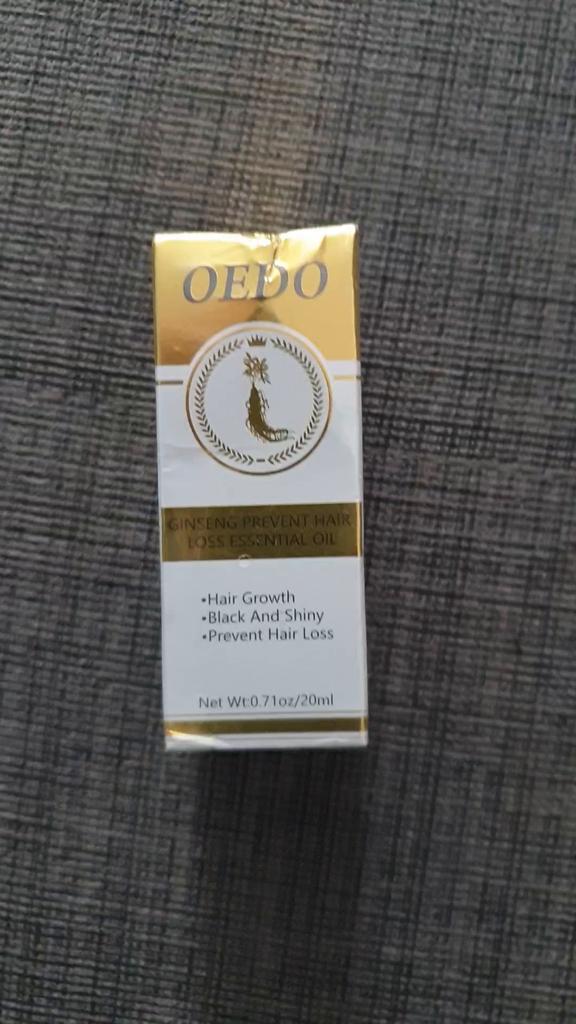 OEDO
GINSENG PREVENT HAIR
LOSS ESSENTIAL OIL
•Hair Growth
•Black And Shiny
•Prevent Hair Loss
Net Wt:0.71oz/20ml